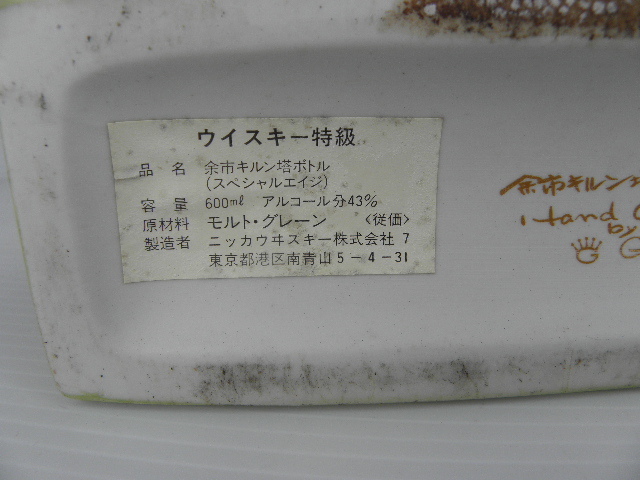 ウイスキー特級
品名 余市キルン塔ボトル
(スペシャルエイジ)
容量 600ml アルコール分43%
原材料 モルト・グレーン 〈従価〉
製造者 ニッカウヰスキー株式会社 7
東京都港区南青山5-4-31
余市キルン塔
Hand
by